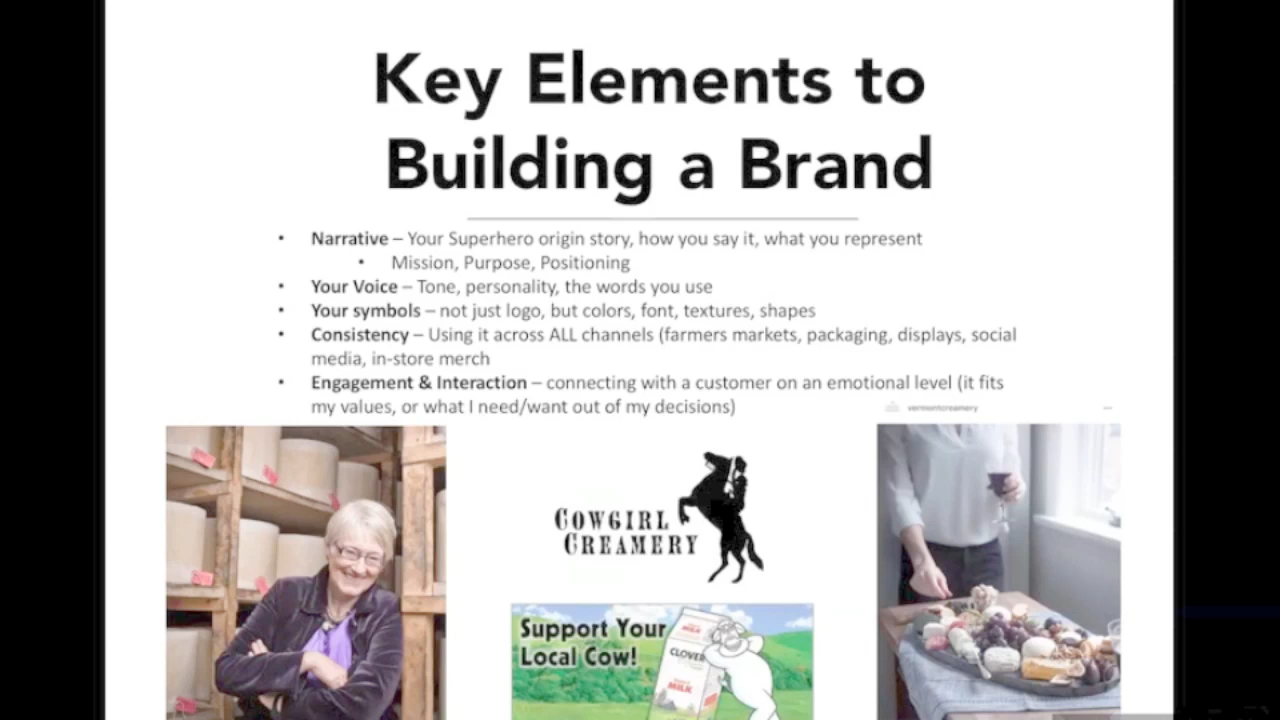 Key Elements to
Building a Brand
• Narrative – Your Superhero origin story, how you say it, what you represent
• Mission, Purpose, Positioning
• Your Voice – Tone, personality, the words you use
• Your symbols – not just logo, but colors, font, textures, shapes
• Consistency – Using it across ALL channels (farmers markets, packaging, displays, social
media, in-store merch
• Engagement & Interaction – connecting with a customer on an emotional level (it fits
my values, or what I need/want out of my decisions)
vermontcreamery
COWGIRL
CREAMERY
Support Your
Local Cow!
MILK
CLOVER
MILK